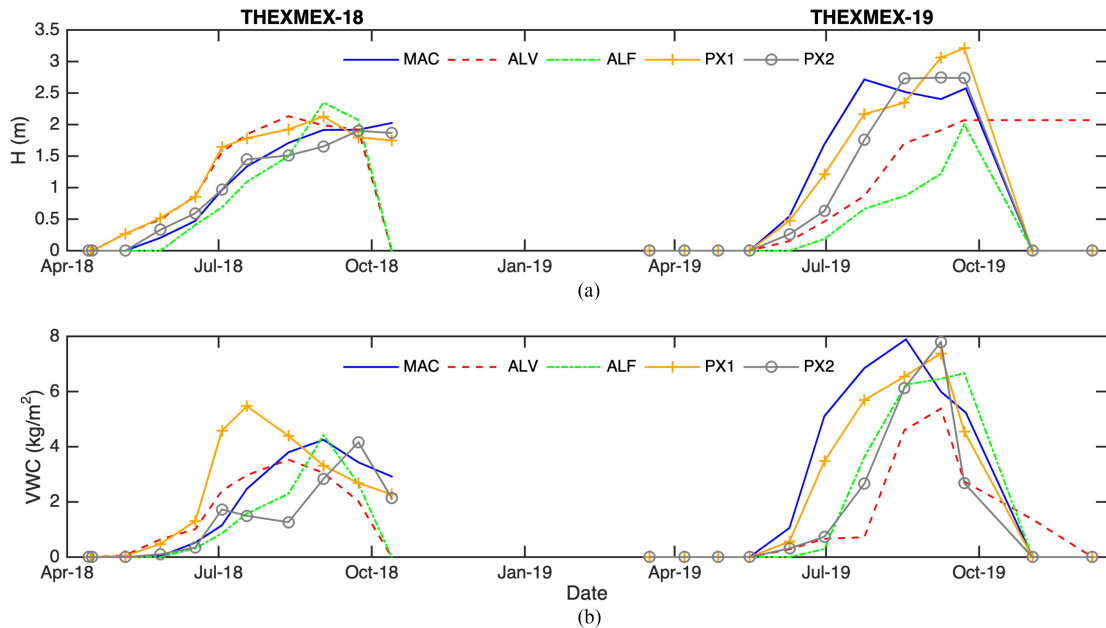 THEXMEX-18 THEXMEX-19
3.5
3
2.5
2
1.5
1
0.5
0
H (m)
MAC ALV ALF PX1 PX2
Apr-18 Jul-18 Oct-18 Jan-19 Apr-19 Jul-19 Oct-19
(a)
8
6
4
2
0
VWC (kg/m²)
MAC ALV ALF PX1 PX2
Apr-18 Jul-18 Oct-18 Jan-19 Apr-19 Jul-19 Oct-19
Date
(b)